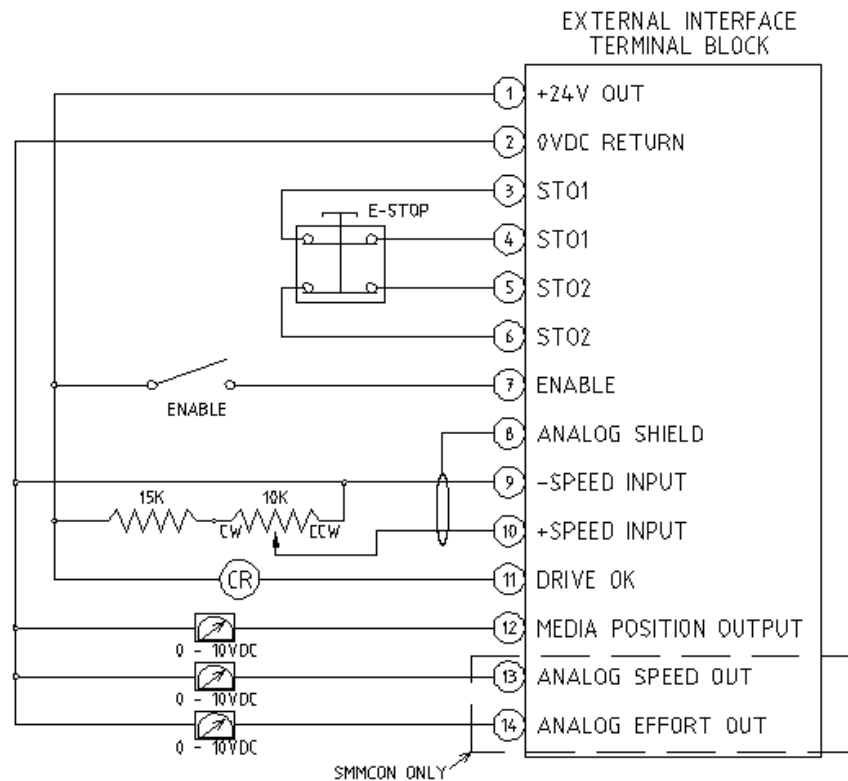 EXTERNAL INTERFACE
TERMINAL BLOCK
1 +24V OUT
2 0VDC RETURN
3 STO1
E-STOP
4 STO1
5 STO2
6 STO2
7 ENABLE
ENABLE
8 ANALOG SHIELD
9 -SPEED INPUT
15K 10K
CW CCW
10 +SPEED INPUT
CR
11 DRIVE OK
12 MEDIA POSITION OUTPUT
0 - 10VDC
13 ANALOG SPEED OUT
0 - 10VDC
14 ANALOG EFFORT OUT
0 - 10VDC
SMMCON ONLY